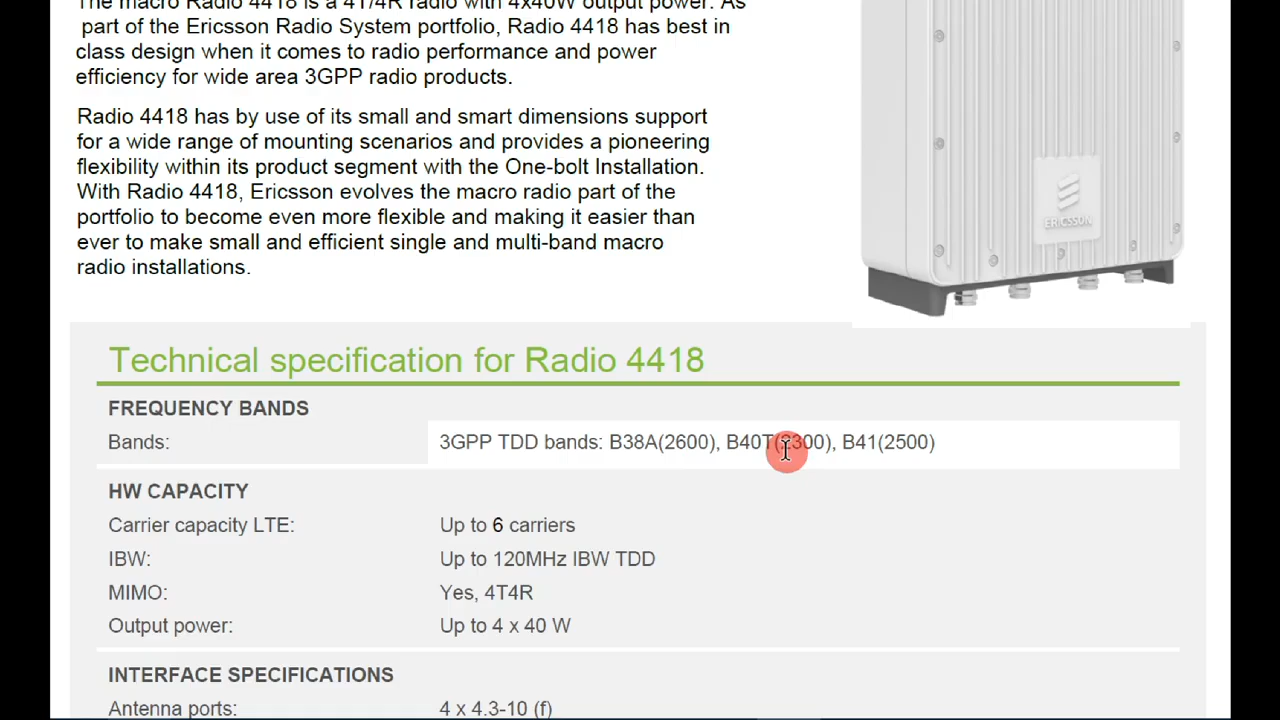 The macro Radio 4418 is a 4T/4R radio with 4x40W output power. As
part of the Ericsson Radio System portfolio, Radio 4418 has best in
class design when it comes to radio performance and power
efficiency for wide area 3GPP radio products.
Radio 4418 has by use of its small and smart dimensions support
for a wide range of mounting scenarios and provides a pioneering
flexibility within its product segment with the One-bolt Installation.
With Radio 4418, Ericsson evolves the macro radio part of the
portfolio to become even more flexible and making it easier than
ever to make small and efficient single and multi-band macro
radio installations.
ERICSSON
Technical specification for Radio 4418
FREQUENCY BANDS
Bands: 3GPP TDD bands: B38A(2600), B40T(2300), B41(2500)
HW CAPACITY
Carrier capacity LTE: Up to 6 carriers
IBW: Up to 120MHz IBW TDD
MIMO: Yes, 4T4R
Output power: Up to 4 x 40 W
INTERFACE SPECIFICATIONS
Antenna ports: 4 x 4.3-10 (f)